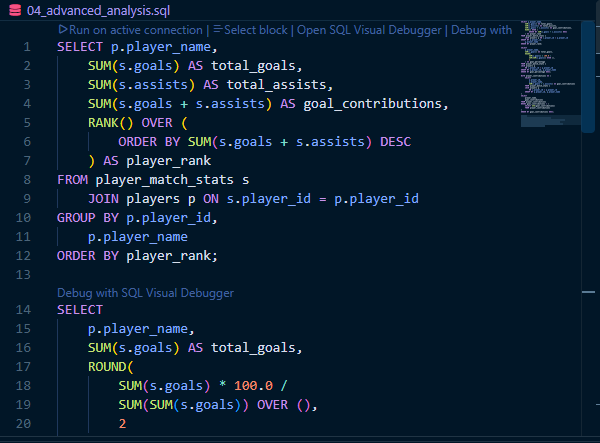 04_advanced_analysis.sql
Run on active connection | Select block | Open SQL Visual Debugger | Debug with
1 SELECT p.player_name,
2 SUM(s.goals) AS total_goals,
3 SUM(s.assists) AS total_assists,
4 SUM(s.goals + s.assists) AS goal_contributions,
5 RANK() OVER (
6 ORDER BY SUM(s.goals + s.assists) DESC
7 ) AS player_rank
8 FROM player_match_stats s
9 JOIN players p ON s.player_id = p.player_id
10 GROUP BY p.player_id,
11 p.player_name
12 ORDER BY player_rank;
13
Debug with SQL Visual Debugger
14 SELECT
15 p.player_name,
16 SUM(s.goals) AS total_goals,
17 ROUND(
18 SUM(s.goals) * 100.0 /
19 SUM(SUM(s.goals)) OVER (),
20 2